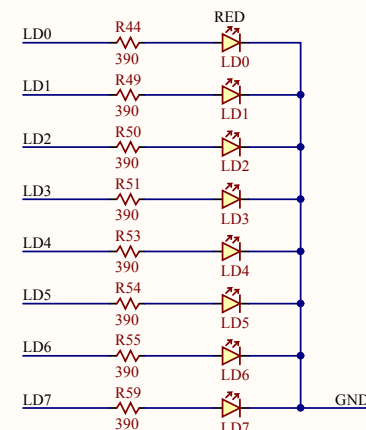 R44 RED
LD0
390 LD0
R49
LD1
390 LD1
R50
LD2
390 LD2
R51
LD3
390 LD3
R53
LD4
390 LD4
R54
LD5
390 LD5
R55
LD6
390 LD6
R59
LD7 GND
390 LD7